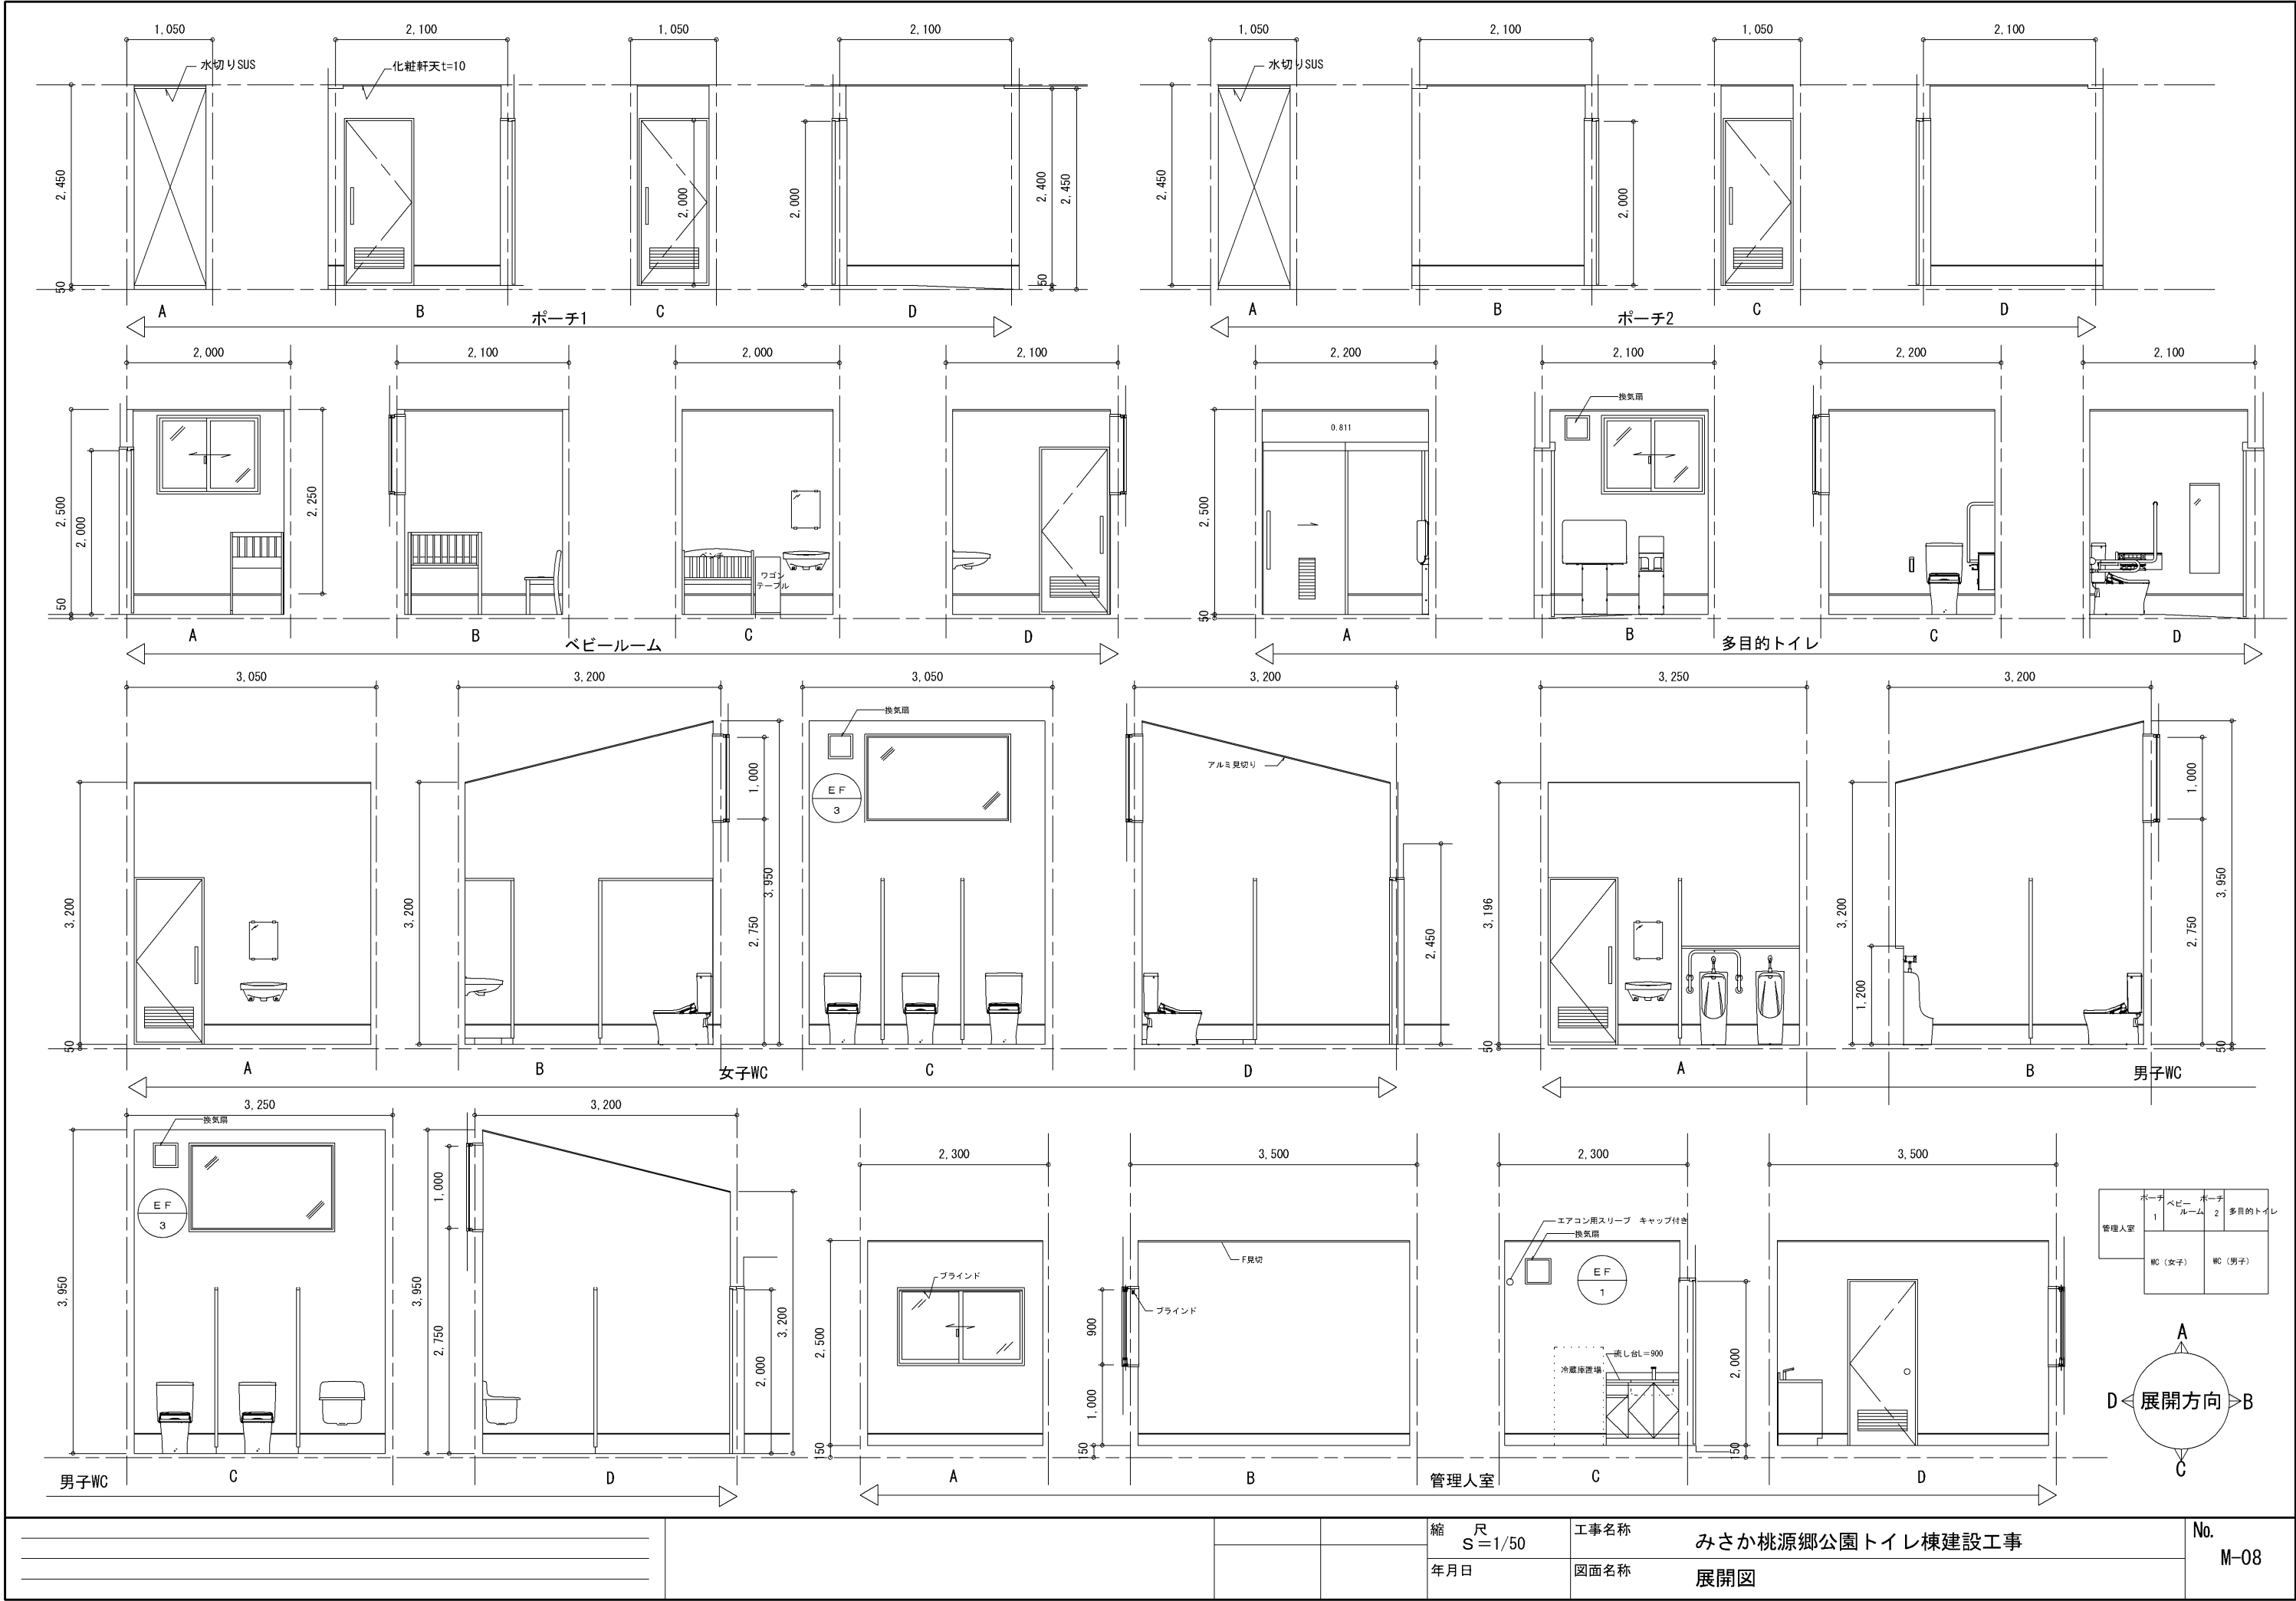 1,050
2,100
1,050
2,100
1,050
2,100
1,050
2,100
水切りSUS
化粧軒天t=10
水切りSUS
2,450
50
2,000
2,000
2,400
2,450
50
2,450
2,000
A
B
C
D
ポーチ1
A
B
C
D
ポーチ2
2,000
2,100
2,000
2,100
2,200
2,100
2,200
2,100
換気扇
0.811
2,500
2,000
50
2,250
ベンチ
ワゴン
テーブル
2,500
50
A
B
C
D
ベビールーム
A
B
C
D
多目的トイレ
3,050
3,200
3,050
3,200
3,250
3,200
換気扇
アルミ見切り
EF
3
3,200
50
3,200
1,000
2,750
3,950
2,450
3,196
50
3,200
1,200
1,000
2,750
3,950
50
A
B
女子WC
C
D
A
B
男子WC
3,250
3,200
換気扇
EF
3
3,950
3,950
1,000
2,750
2,000
3,200
2,300
3,500
2,300
3,500
エアコン用スリーブ キャップ付き
換気扇
F見切
EF
1
ブラインド
ブラインド
2,500
150
900
1,000
150
流し台L=900
冷蔵庫置場
2,000
150
男子WC
C
D
A
B
管理人室
C
D
ポーチ
1
ベビー
ルーム
ポーチ
2
多目的トイレ
管理人室
WC（女子）
WC（男子）
A
D
展開方向
B
C
縮 尺
S=1/50
工事名称
みさか桃源郷公園トイレ棟建設工事
No.
M-08
年月日
図面名称
展開図